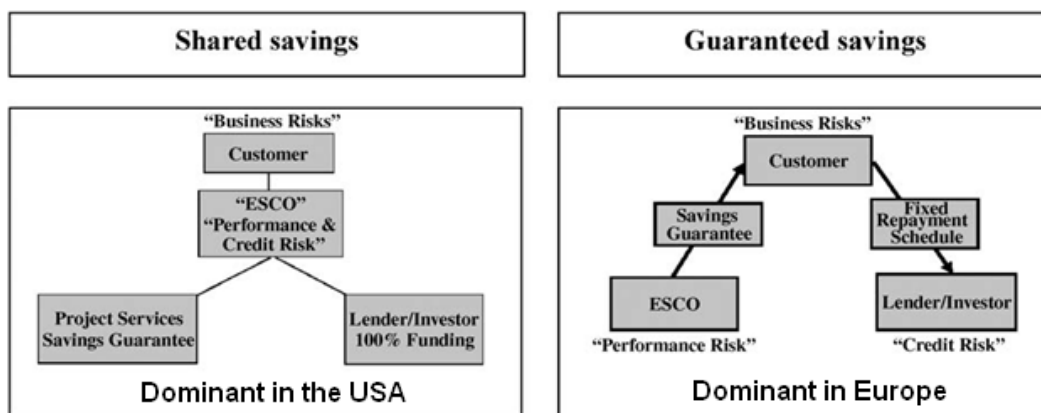 Shared savings
Guaranteed savings
“Business Risks”
Customer
“ESCO”
“Performance &
Credit Risk”
Project Services
Savings Guarantee
Lender/Investor
100% Funding
Dominant in the USA
“Business Risks”
Customer
Savings
Guarantee
Fixed
Repayment
Schedule
ESCO
Lender/Investor
“Performance Risk”
“Credit Risk”
Dominant in Europe